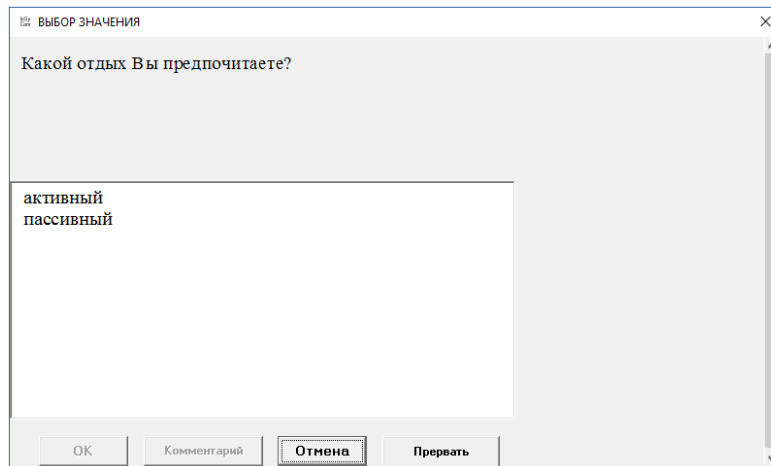 ВЫБОР ЗНАЧЕНИЯ
Какой отдых Вы предпочитаете?
активный
пассивный
OK Комментарий Отмена Прервать